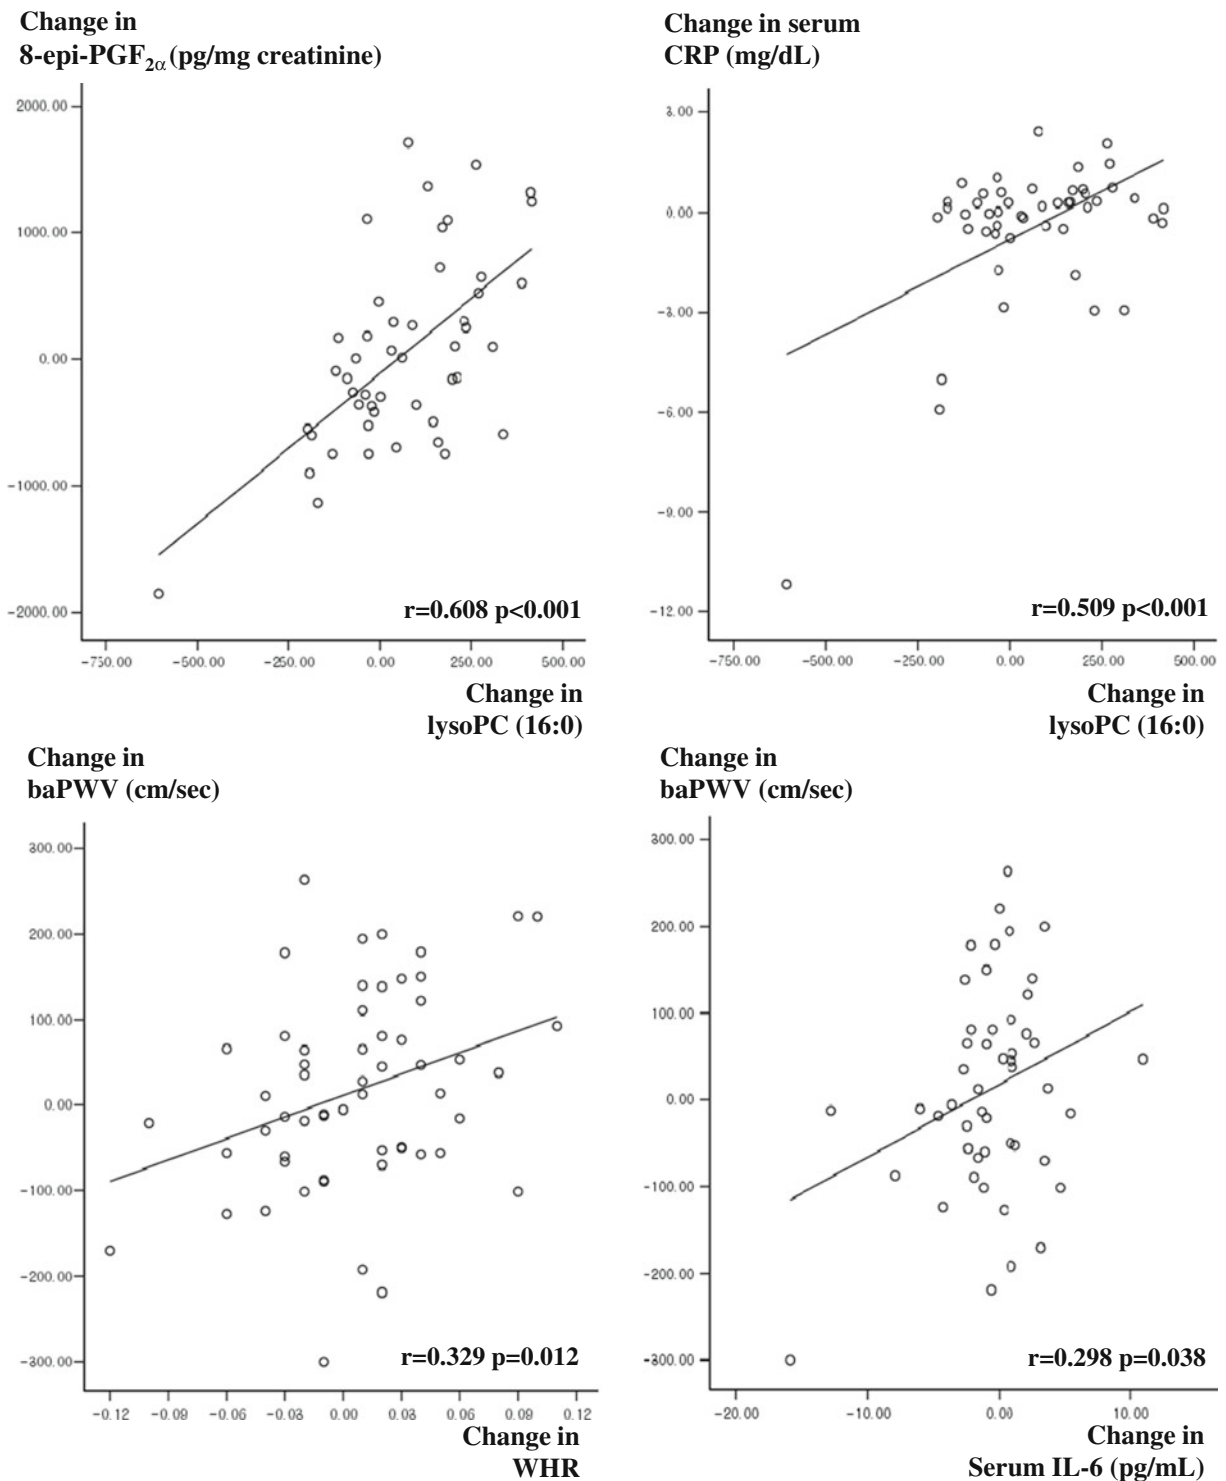 Change in
8-epi-PGF2α (pg/mg creatinine)
2000.00
1000.00
0.00
-1000.00
-2000.00
-750.00 -500.00 -250.00 0.00 250.00 500.00
r=0.608 p<0.001
Change in
lysoPC (16:0)
Change in serum
CRP (mg/dL)
3.00
0.00
-3.00
-6.00
-9.00
-12.00
-750.00 -500.00 -250.00 0.00 250.00 500.00
r=0.509 p<0.001
Change in
lysoPC (16:0)
Change in
baPWV (cm/sec)
300.00
200.00
100.00
0.00
-100.00
-200.00
-300.00
-0.12 -0.09 -0.06 -0.03 0.00 0.03 0.06 0.09 0.12
r=0.329 p=0.012
Change in
WHR
Change in
baPWV (cm/sec)
300.00
200.00
100.00
0.00
-100.00
-200.00
-300.00
-20.00 -10.00 0.00 10.00
r=0.298 p=0.038
Change in
Serum IL-6 (pg/mL)